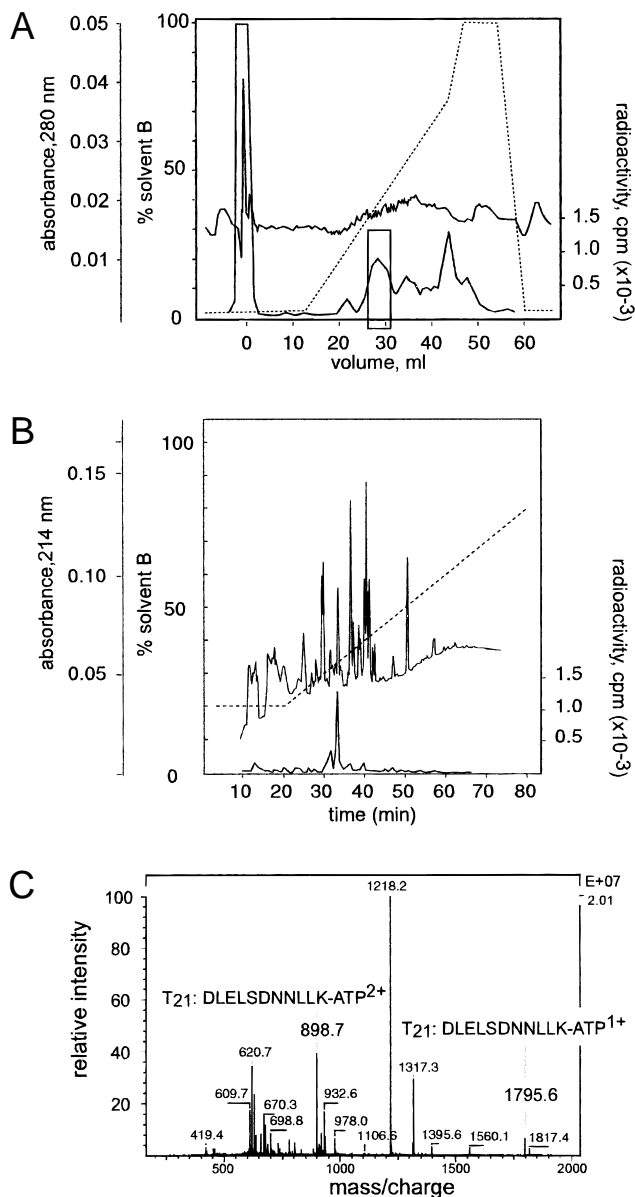 A
absorbance,280 nm
0.05
0.04
0.03
0.02
0.01
% solvent B
100
50
0
1.5
1.0
0.5
radioactivity, cpm (x10-3)
0 10 20 30 40 50 60
volume, ml
B
absorbance,214 nm
0.15
0.10
0.05
% solvent B
100
50
0
1.5
1.0
0.5
radioactivity, cpm (x10-3)
10 20 30 40 50 60 70 80
time (min)
C
relative intensity
100
80
60
40
20
1218.2
E+07
2.01
T21: DLELSDNNLLK-ATP2+
898.7
T21: DLELSDNNLLK-ATP1+
620.7
1317.3
1795.6
609.7
670.3
932.6
698.8
978.0
419.4
1106.6
1395.6
1560.1
1817.4
500 1000 1500 2000
mass/charge